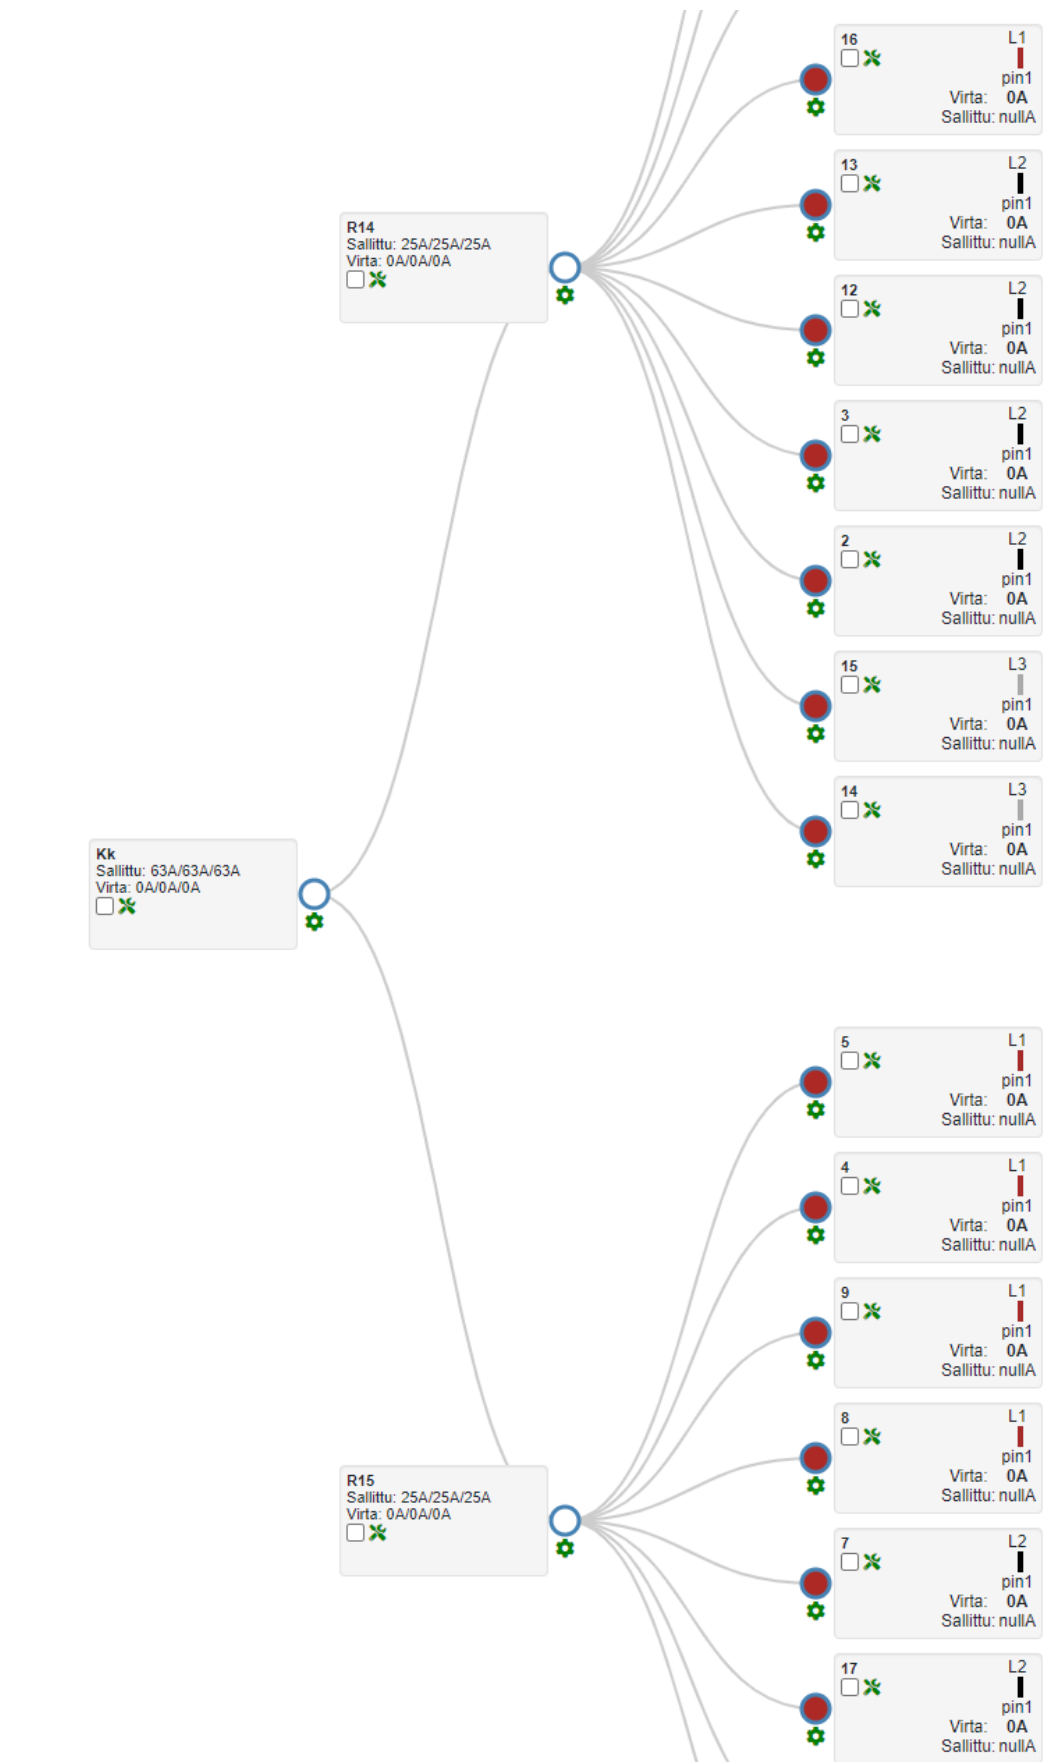 16
L1
pin1
Virta: 0A
Sallittu: nullA
13
L2
pin1
Virta: 0A
Sallittu: nullA
R14
Sallittu: 25A/25A/25A
Virta: 0A/0A/0A
12
L2
pin1
Virta: 0A
Sallittu: nullA
3
L2
pin1
Virta: 0A
Sallittu: nullA
2
L2
pin1
Virta: 0A
Sallittu: nullA
15
L3
pin1
Virta: 0A
Sallittu: nullA
14
L3
pin1
Virta: 0A
Sallittu: nullA
Kk
Sallittu: 63A/63A/63A
Virta: 0A/0A/0A
5
L1
pin1
Virta: 0A
Sallittu: nullA
4
L1
pin1
Virta: 0A
Sallittu: nullA
9
L1
pin1
Virta: 0A
Sallittu: nullA
8
L1
pin1
Virta: 0A
Sallittu: nullA
R15
Sallittu: 25A/25A/25A
Virta: 0A/0A/0A
7
L2
pin1
Virta: 0A
Sallittu: nullA
17
L2
pin1
Virta: 0A
Sallittu: nullA